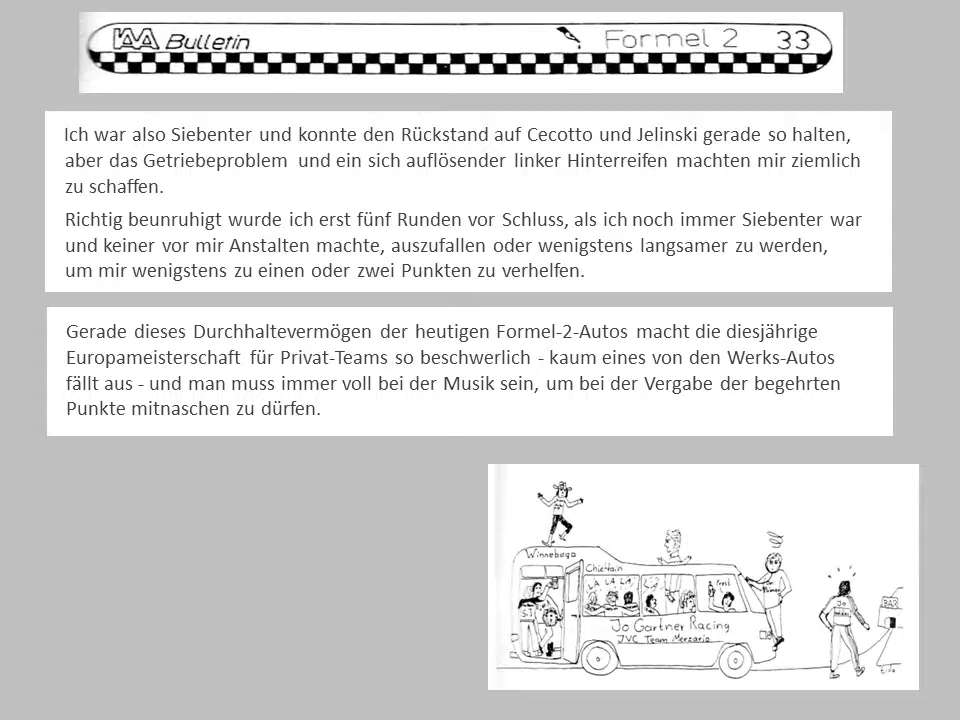 IAA Bulletin Formel 2 33
Ich war also Siebenter und konnte den Rückstand auf Cecotto und Jelinski gerade so halten,
aber das Getriebeproblem und ein sich auflösender linker Hinterreifen machten mir ziemlich
zu schaffen.
Richtig beunruhigt wurde ich erst fünf Runden vor Schluss, als ich noch immer Siebenter war
und keiner vor mir Anstalten machte, auszufallen oder wenigstens langsamer zu werden,
um mir wenigstens zu einen oder zwei Punkten zu verhelfen.
Gerade dieses Durchhaltevermögen der heutigen Formel-2-Autos macht die diesjährige
Europameisterschaft für Privat-Teams so beschwerlich - kaum eines von den Werks-Autos
fällt aus - und man muss immer voll bei der Musik sein, um bei der Vergabe der begehrten
Punkte mitnaschen zu dürfen.
Winnebago
Chieftain
LA LA LA
Prost
Jo
BAR
Jo Gartner Racing
JVC Team Merzario